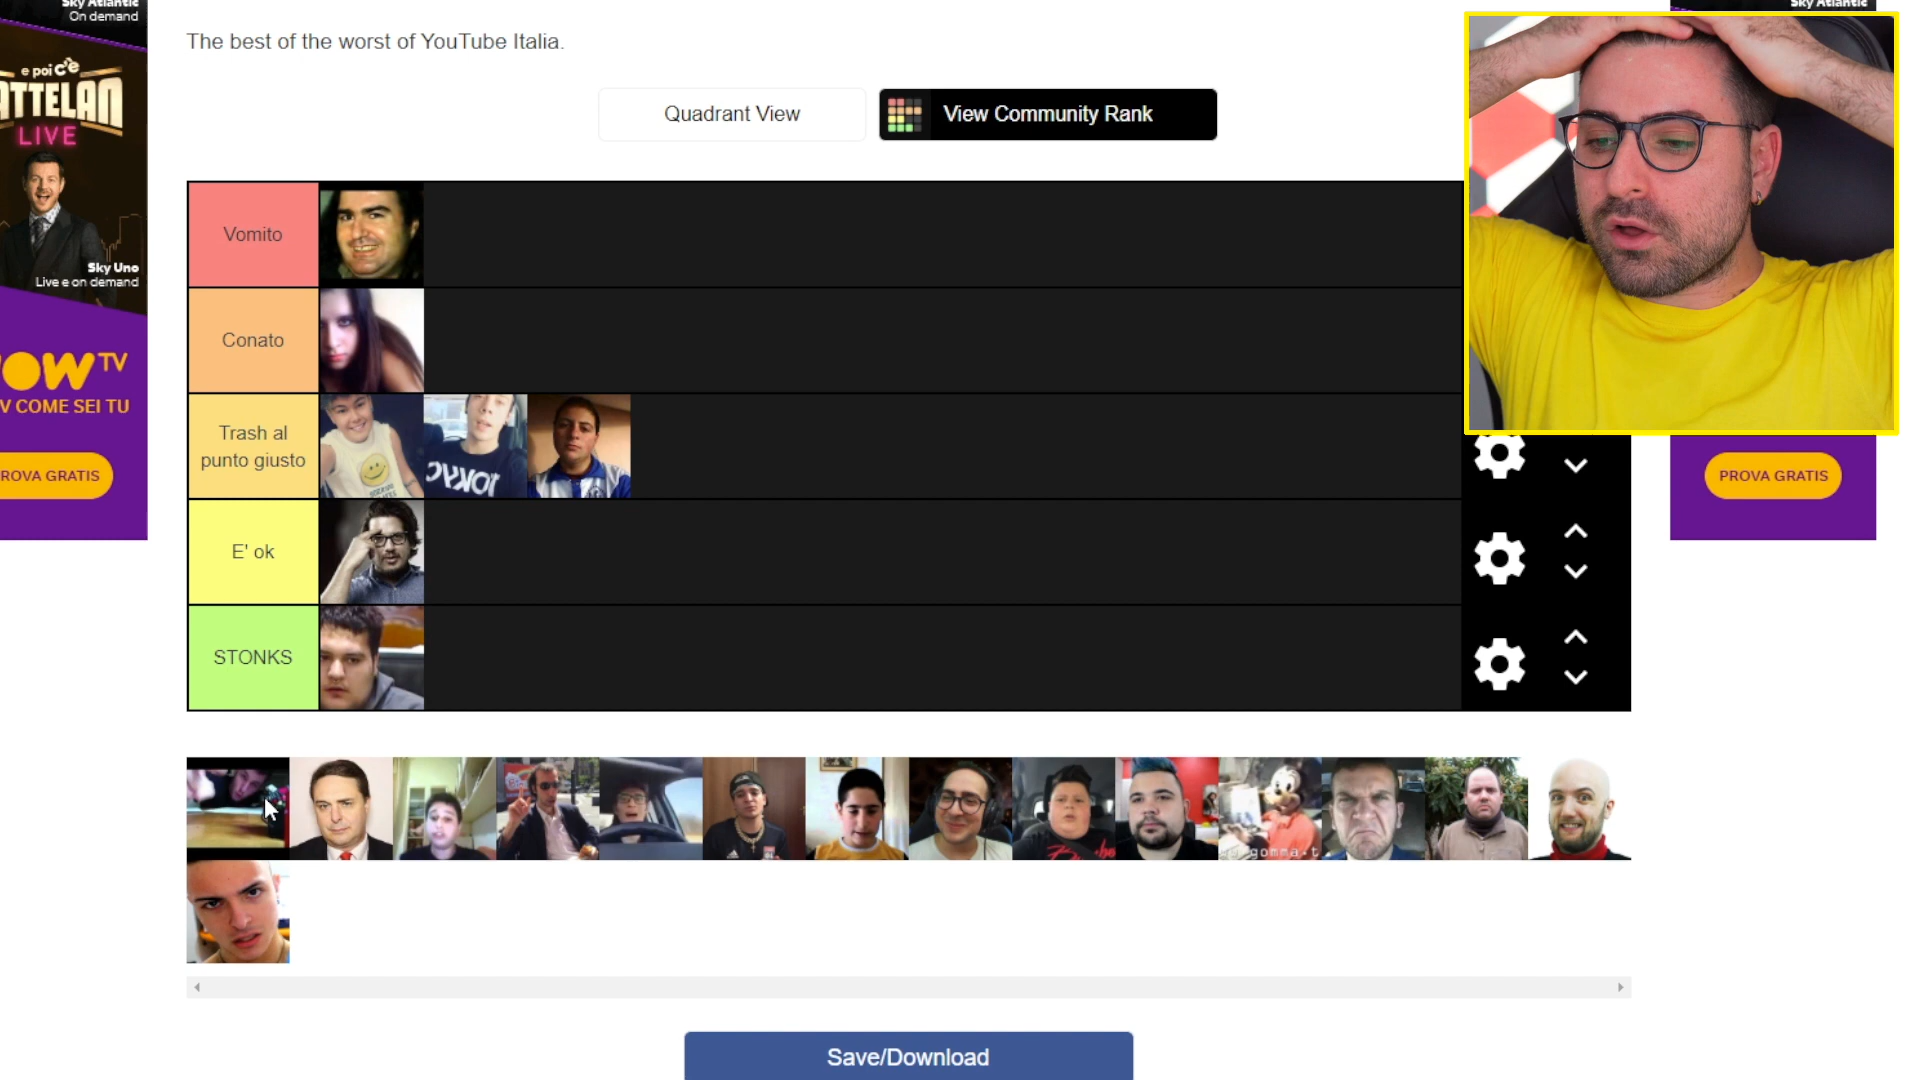 Sky Atlantic
On demand
e poi c'è
ATTELAN
LIVE
Sky Uno
Live e on demand
OW TV
V COME SEI TU
ROVA GRATIS
The best of the worst of YouTube Italia.
Quadrant View
View Community Rank
Sky Atlantic
Vomito
Conato
Trash al
punto giusto
E' ok
STONKS
PROVA GRATIS
gomma.t
Save/Download